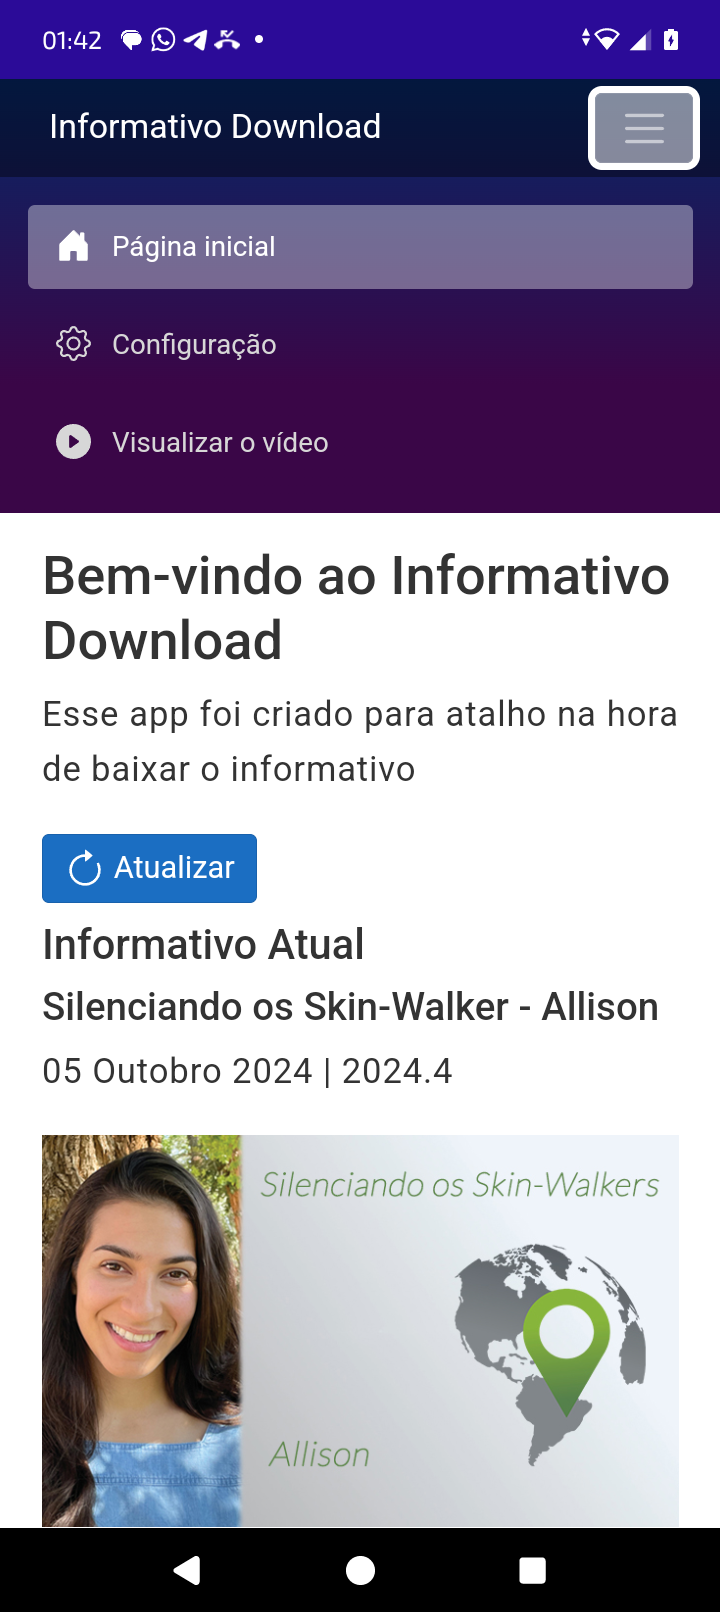 01:42
Informativo Download
Página inicial
Configuração
Visualizar o vídeo
Bem-vindo ao Informativo
Download
Esse app foi criado para atalho na hora
de baixar o informativo
Atualizar
Informativo Atual
Silenciando os Skin-Walker - Allison
05 Outubro 2024 | 2024.4
Silenciando os Skin-Walkers
Allison